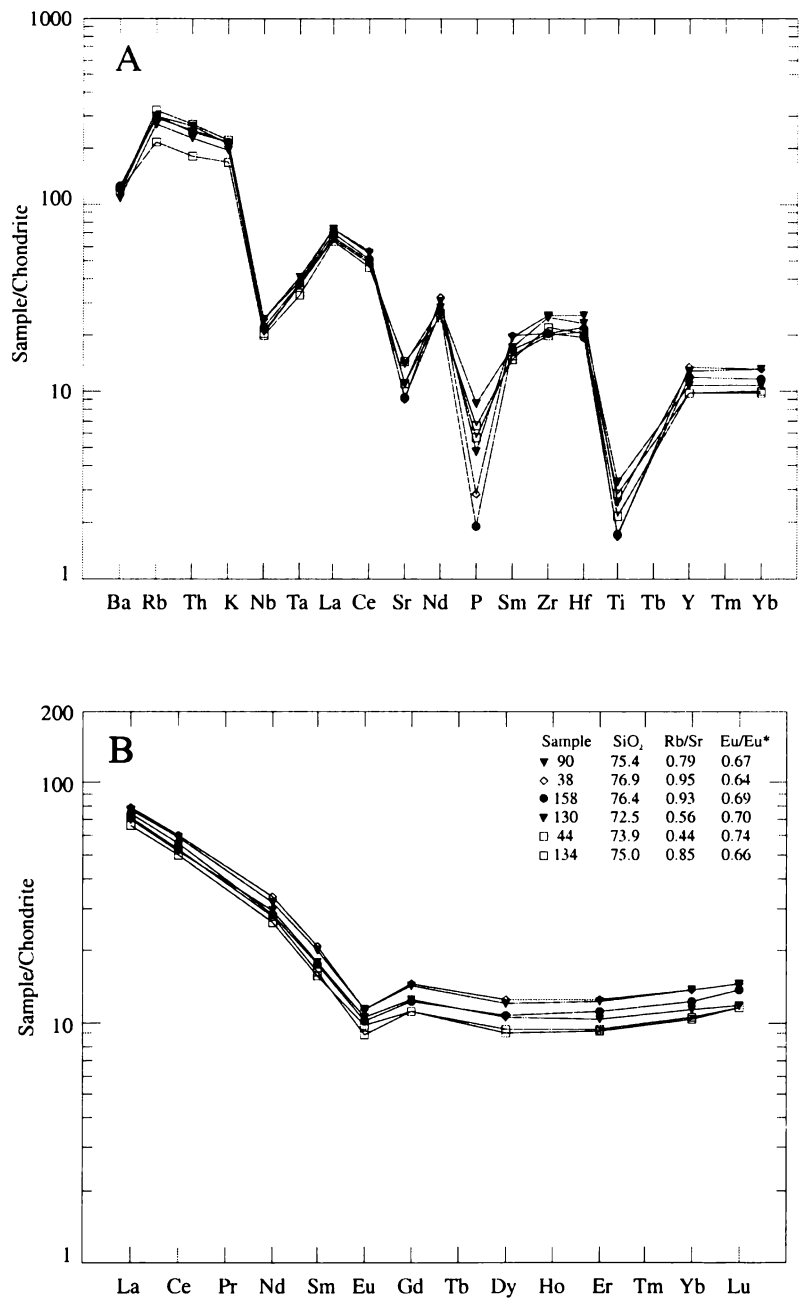 1000
A
100
Sample/Chondrite
10
1
Ba Rb Th K Nb Ta La Ce Sr Nd P Sm Zr Hf Ti Tb Y Tm Yb
200
B
Sample SiO₂ Rb/Sr Eu/Eu*
90 75.4 0.79 0.67
38 76.9 0.95 0.64
158 76.4 0.93 0.69
130 72.5 0.56 0.70
44 73.9 0.44 0.74
134 75.0 0.85 0.66
100
Sample/Chondrite
10
1
La Ce Pr Nd Sm Eu Gd Tb Dy Ho Er Tm Yb Lu